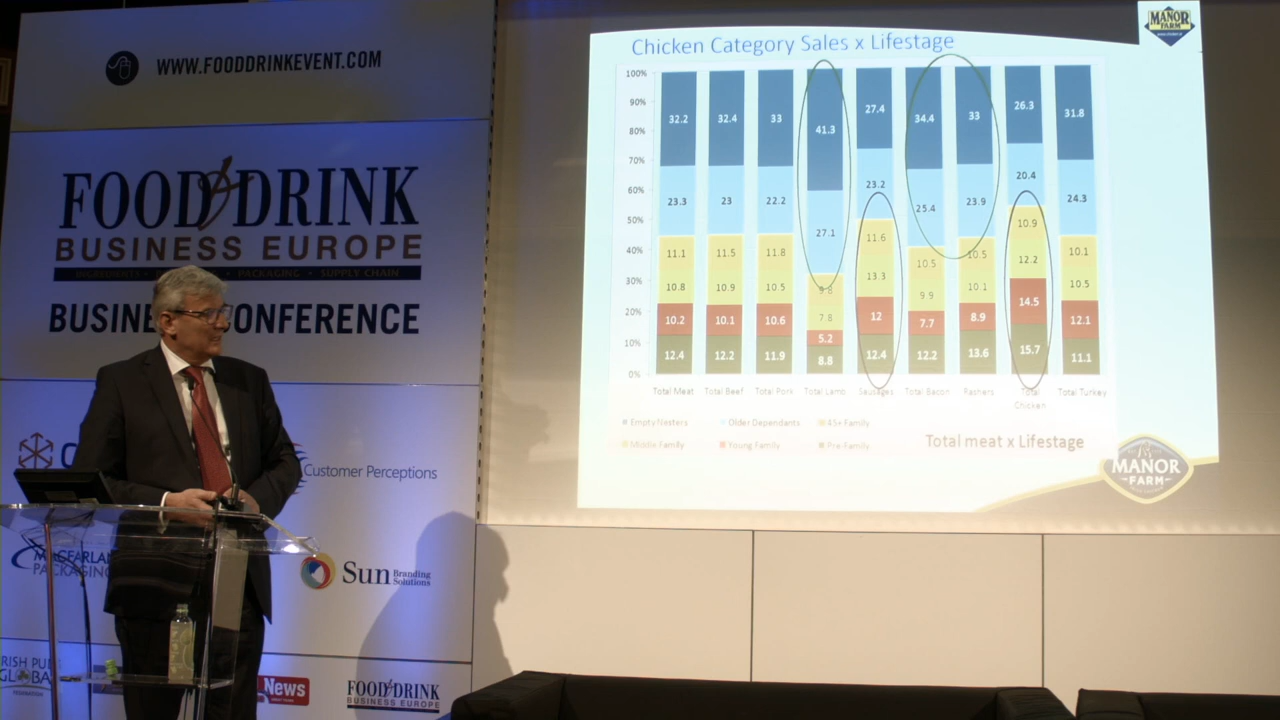 WWW.FOODDRINKEVENT.COM
FOOD & DRINK
BUSINESS EUROPE
PACKAGING • SUPPLY CHAIN
Customer Perceptions
MACFARLAN
PACKAGING
Sun Branding
Solutions
News
FOOD & DRINK
BUSINESS EUROPE
Chicken Category Sales x Lifestage
MANOR
FARM
100%
90%
80%
70%
60%
50%
40%
30%
20%
10%
0%
32.2 32.4 33 41.3 27.4 34.4 33 26.3 31.8
23.3 23 22.2 27.1 23.2 25.4 23.9 20.4 24.3
11.1 11.5 11.8 9.8 11.6 10.5 10.5 10.9 10.1
10.8 10.9 10.5 7.8 13.3 9.9 10.1 12.2 10.5
10.2 10.1 10.6 5.2 12 7.7 8.9 14.5 12.1
12.4 12.2 11.9 8.8 12.4 12.2 13.6 15.7 11.1
Total Meat Total Beef Total Pork Total Lamb Sausages Total Bacon Rashers Total Chicken Total Turkey
Empty Nesters Older Dependants 45+ Family
Middle Family Young Family Pre-Family
Total meat x Lifestage
MANOR
FARM